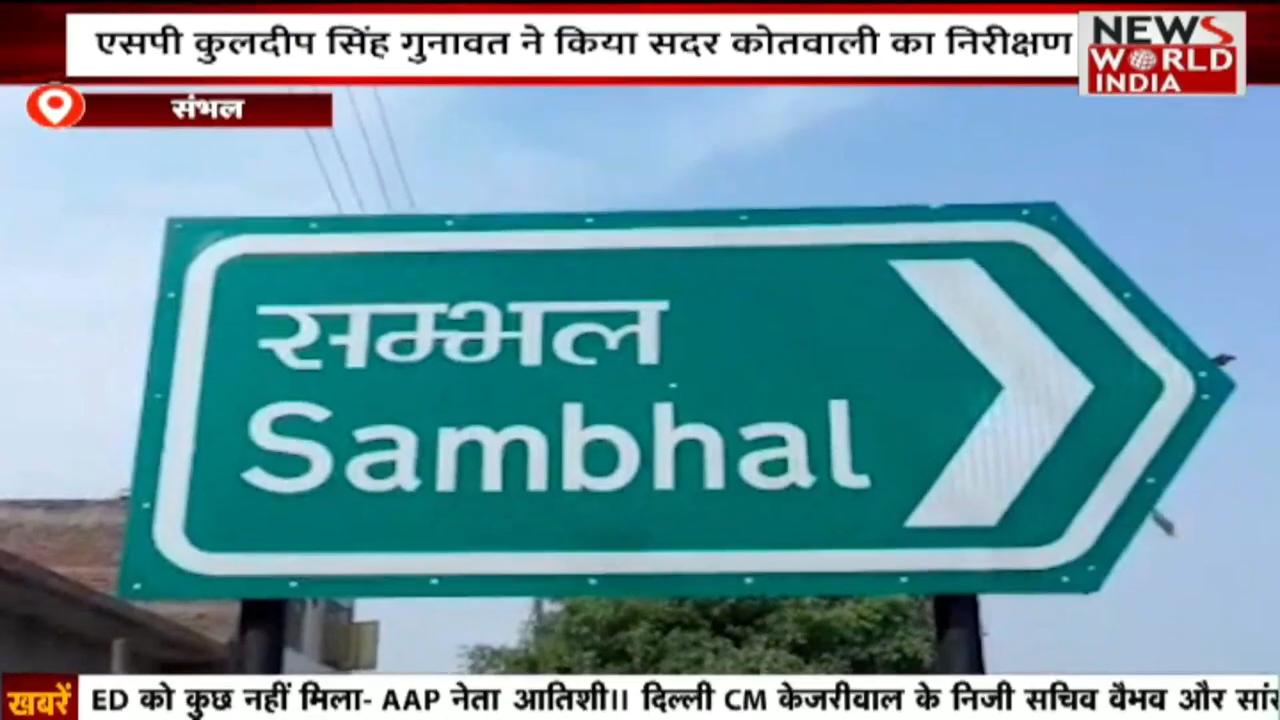 एसपी कुलदीप सिंह गुनावत ने किया सदर कोतवाली का निरीक्षण
NEWS
WORLD
INDIA
संभल
सम्भल
Sambhal
खबरें
ED को कुछ नहीं मिला- AAP नेता आतिशी।। दिल्ली CM केजरीवाल के निजी सचिव वैभव और